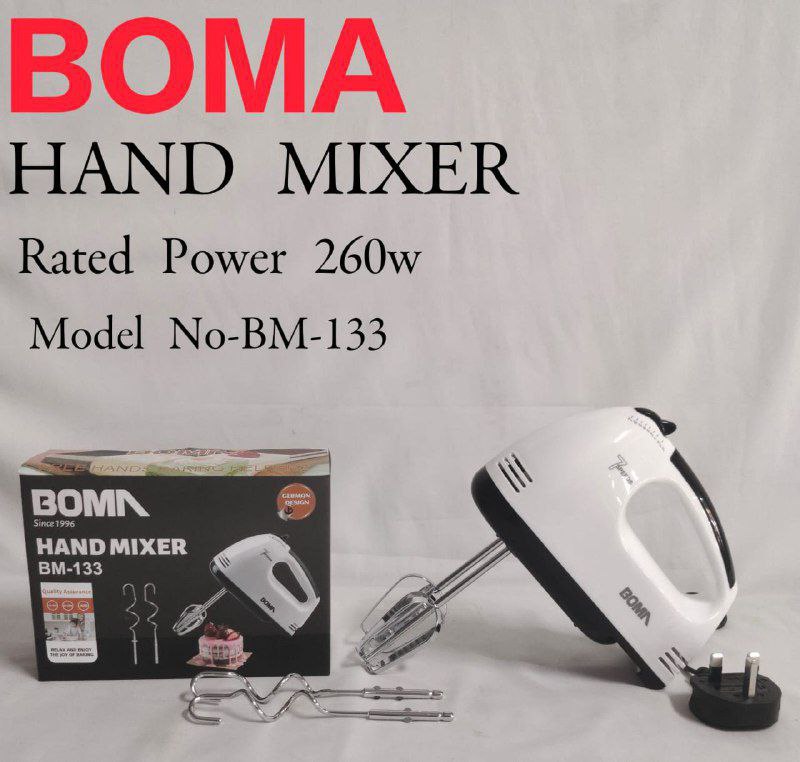 BOMA
HAND MIXER
Rated Power 260w
Model No-BM-133
BOMA
Since 1996
GERMON
DESIGN
HAND MIXER
BM-133
Quality Assurance
RELAX AND ENJOY
THE JOY OF BAKING
BOMA
7
BOMA